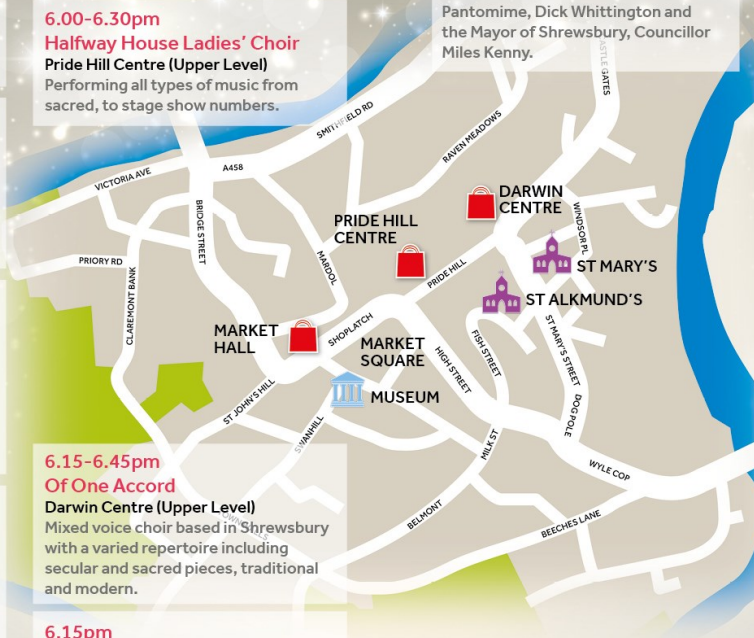 6.00-6.30pm
Halfway House Ladies' Choir
Pride Hill Centre (Upper Level)
Performing all types of music from
sacred, to stage show numbers.
Pantomime, Dick Whittington and
the Mayor of Shrewsbury, Councillor
Miles Kenny.
CASTLE GATES
SMITHFIELD RD
RAVEN MEADOWS
VICTORIA AVE
A458
BRIDGE STREET
DARWIN
CENTRE
WINDSOR PL
PRIDE HILL
CENTRE
MARDOL
PRIORY RD
CLAREMONT BANK
PRIDE HILL
ST MARY'S
ST ALKMUND'S
MARKET
HALL
SHOPLATCH
MARKET
SQUARE
HIGH STREET
FISH STREET
ST MARY'S STREET
MUSEUM
ST JOHN'S HILL
SWANHILL
DOGPOLE
MILK ST
WYLE COP
BELMONT
BEECHES LANE
6.15-6.45pm
Of One Accord
Darwin Centre (Upper Level)
Mixed voice choir based in Shrewsbury
with a varied repertoire including
secular and sacred pieces, traditional
and modern.
6.15pm